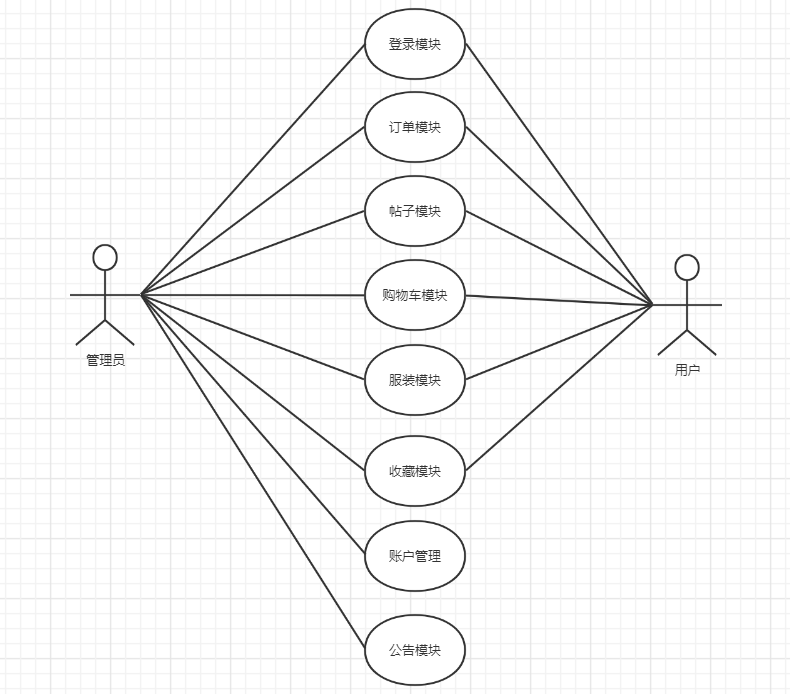 登录模块
订单模块
帖子模块
购物车模块
服装模块
收藏模块
账户管理
公告模块
管理员
用户